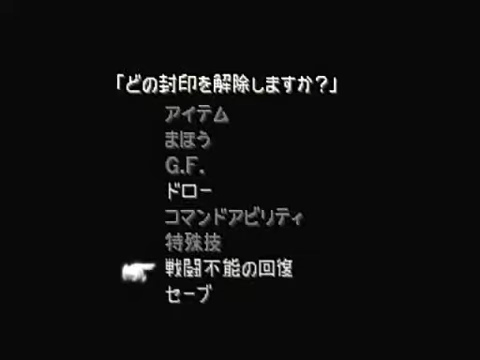 「どの封印を解除しますか?」
アイテム
まほう
G.F.
ドロー
コマンドアビリティ
特殊技
戦闘不能の回復
セーブ